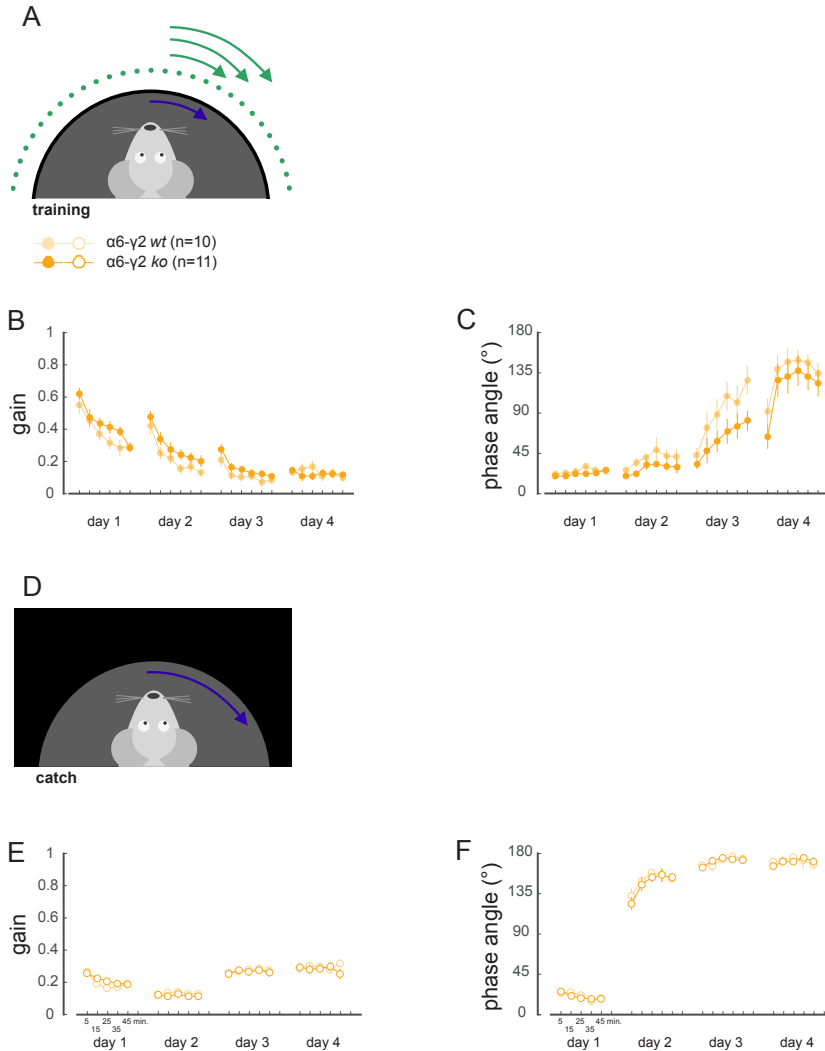 A
training
α6-γ2 wt (n=10)
α6-γ2 ko (n=11)
B
gain
1
0.8
0.6
0.4
0.2
0
day 1
day 2
day 3
day 4
C
phase angle (°)
180
135
90
45
0
day 1
day 2
day 3
day 4
D
catch
E
gain
1
0.8
0.6
0.4
0.2
0
5 25 45 min.
15 35
day 1
day 2
day 3
day 4
F
phase angle (°)
180
135
45
0
5 25 45 min.
15 35
day 1
day 2
day 3
day 4